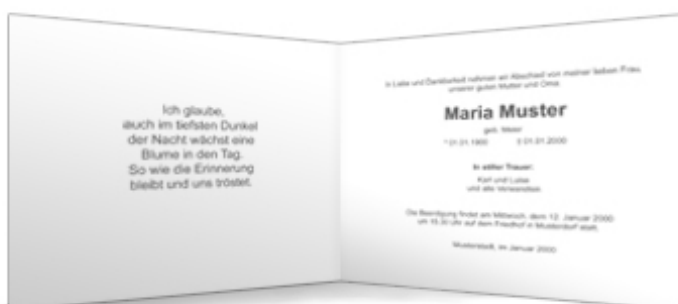 Ich glaube,
auch im tiefsten Dunkel
der Nacht wächst eine
Blume in den Tag.
So wie die Erinnerung
bleibt und uns tröstet.
In Liebe und Dankbarkeit nehmen wir Abschied von meiner lieben Frau,
unserer guten Mutter und Oma
Maria Muster
geb. Meier
* 01.01.1900 01.01.2000
In stiller Trauer:
Karl und Luise
und alle Verwandten
Die Beerdigung findet am Mittwoch, dem 12. Januar 2000
um 15.30 Uhr auf dem Friedhof in Musterdorf statt.
Musterstadt, im Januar 2000